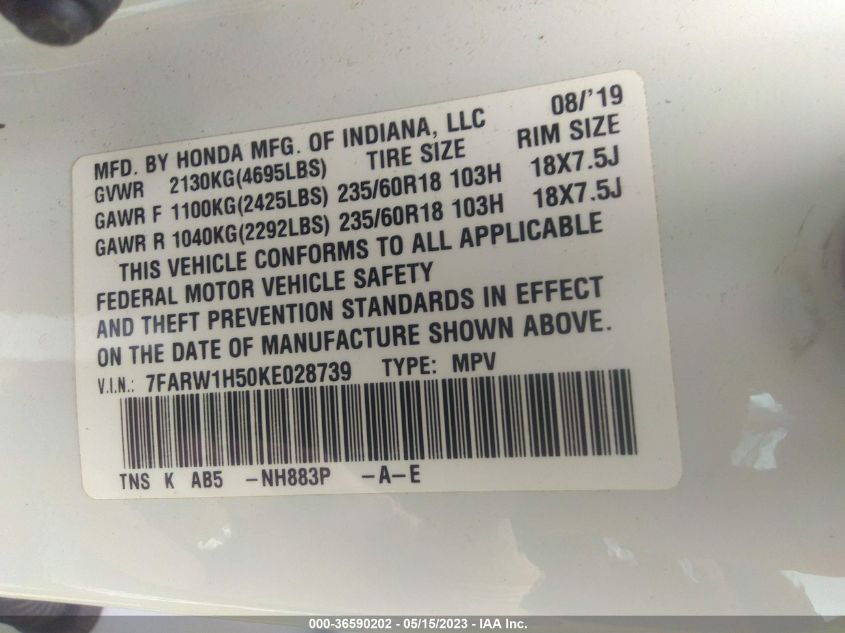 MFD. BY HONDA MFG. OF INDIANA, LLC 08/'19
GVWR 2130KG(4695LBS) TIRE SIZE RIM SIZE
GAWR F 1100KG(2425LBS) 235/60R18 103H 18X7.5J
GAWR R 1040KG(2292LBS) 235/60R18 103H 18X7.5J
THIS VEHICLE CONFORMS TO ALL APPLICABLE
FEDERAL MOTOR VEHICLE SAFETY
AND THEFT PREVENTION STANDARDS IN EFFECT
ON THE DATE OF MANUFACTURE SHOWN ABOVE.
V.I.N.: 7FARW1H50KE028739 TYPE: MPV
TNS K AB5 -NH883P -A-E
000-36590202 - 05/15/2023 - IAA Inc.